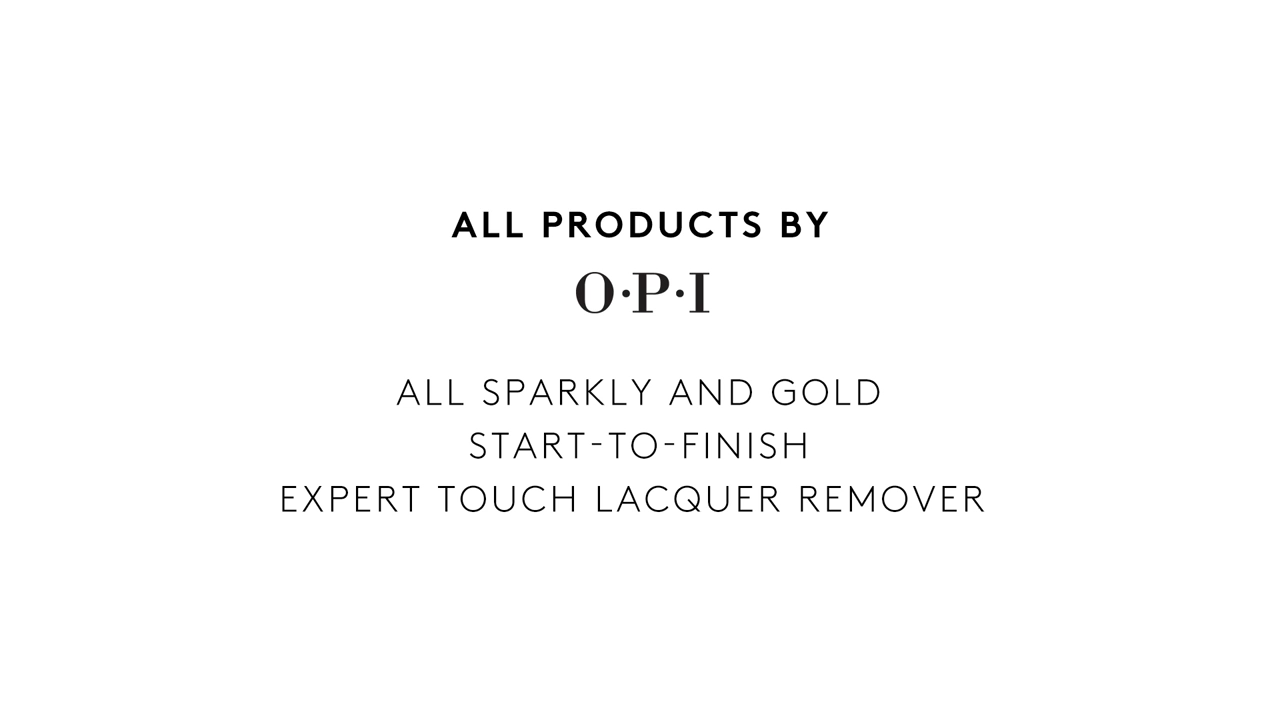 ALL PRODUCTS BY
O·P·I
ALL SPARKLY AND GOLD
START-TO-FINISH
EXPERT TOUCH LACQUER REMOVER